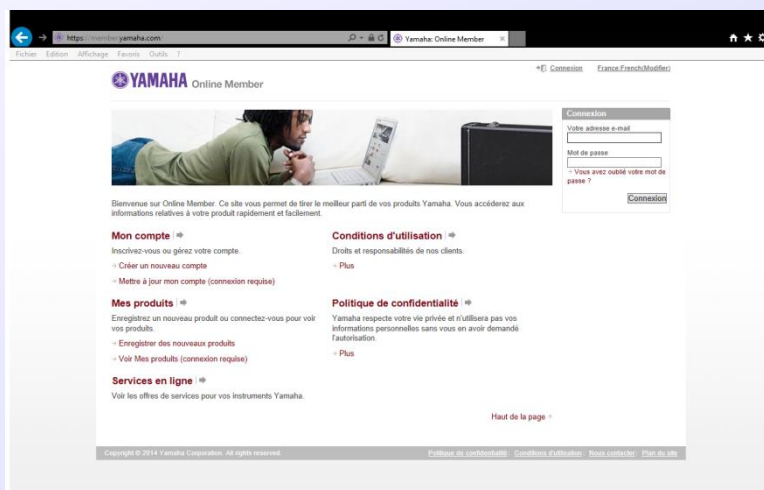 https://member.yamaha.com
Yamaha: Online Member
Fichier Edition Affichage Favoris Outils ?
Connexion France:French(Modifier)
YAMAHA Online Member
Connexion
Votre adresse e-mail
Mot de passe
Vous avez oublié votre mot de
passe ?
Connexion
Bienvenue sur Online Member. Ce site vous permet de tirer le meilleur parti de vos produits Yamaha. Vous accéderez aux
informations relatives à votre produit rapidement et facilement.
Mon compte
Inscrivez-vous ou gérez votre compte.
Créer un nouveau compte
Mettre à jour mon compte (connexion requise)
Conditions d'utilisation
Droits et responsabilités de nos clients.
Plus
Mes produits
Enregistrez un nouveau produit ou connectez-vous pour voir
vos produits.
Enregistrer des nouveaux produits
Voir Mes produits (connexion requise)
Politique de confidentialité
Yamaha respecte votre vie privée et n'utilisera pas vos
informations personnelles sans vous en avoir demandé
l'autorisation.
Plus
Services en ligne
Voir les offres de services pour vos instruments Yamaha.
Haut de la page
Copyright © 2014 Yamaha Corporation. All rights reserved.
Politique de confidentialité Conditions d'utilisation Nous contacter Plan du site